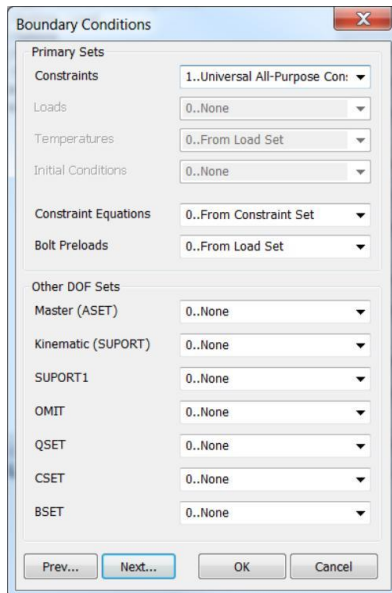 Boundary Conditions
Primary Sets
Constraints 1..Universal All-Purpose Con:
Loads 0..None
Temperatures 0..From Load Set
Initial Conditions 0..None
Constraint Equations 0..From Constraint Set
Bolt Preloads 0..From Load Set
Other DOF Sets
Master (ASET) 0..None
Kinematic (SUPORT) 0..None
SUPORT1 0..None
OMIT 0..None
QSET 0..None
CSET 0..None
BSET 0..None
Prev... Next... OK Cancel